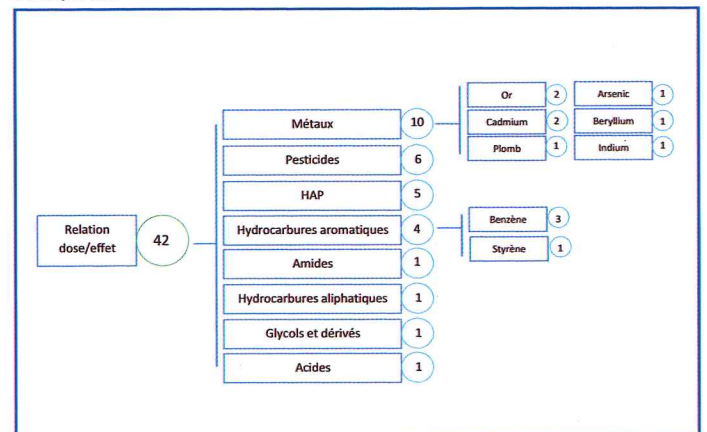 Relation
dose/effet
42
Métaux 10
Pesticides 6
HAP 5
Hydrocarbures aromatiques 4
Amides 1
Hydrocarbures aliphatiques 1
Glycols et dérivés 1
Acides 1
Or 2 Arsenic 1
Cadmium 2 Beryllium 1
Plomb 1 Indium 1
Benzène 3
Styrène 1